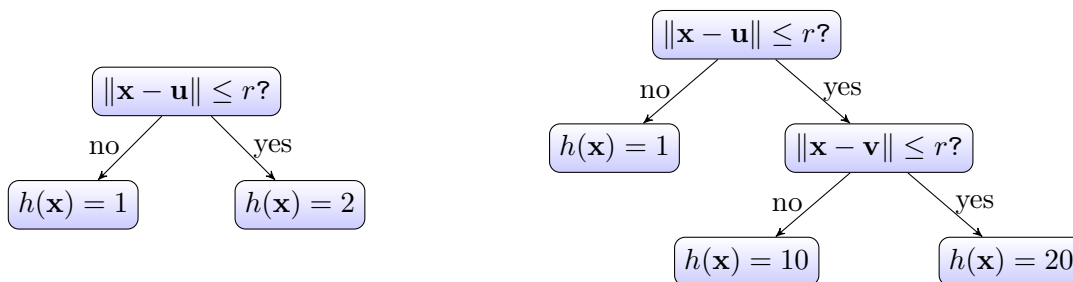 ‖x − u‖ ≤ r?
no
yes
h(x) = 1
h(x) = 2
‖x − u‖ ≤ r?
no
yes
h(x) = 1
‖x − v‖ ≤ r?
no
yes
h(x) = 10
h(x) = 20